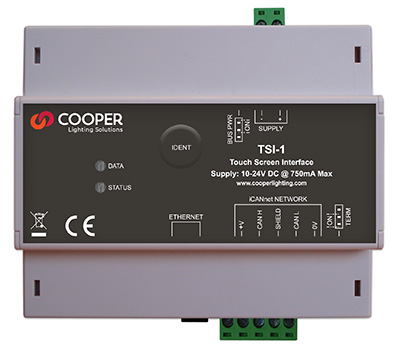 COOPER
Lighting Solutions
IDENT
BUS PWR
ON
SUPPLY
TSI-1
Touch Screen Interface
Supply: 10-24V DC @ 750mA Max
www.cooperlighting.com
DATA
STATUS
ETHERNET
iCANnet NETWORK
+V
CAN H
SHIELD
CAN L
0V
ON
TERM
CE